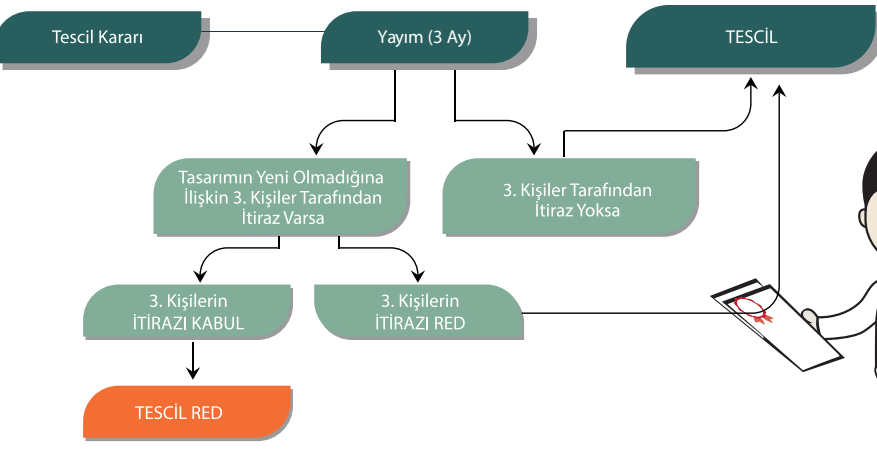 Tescil Kararı
Yayım (3 Ay)
TESCİL
Tasarımın Yeni Olmadığına
İlişkin 3. Kişiler Tarafından
İtiraz Varsa
3. Kişiler Tarafından
İtiraz Yoksa
3. Kişilerin
İTİRAZI KABUL
3. Kişilerin
İTİRAZI RED
TESCİL RED